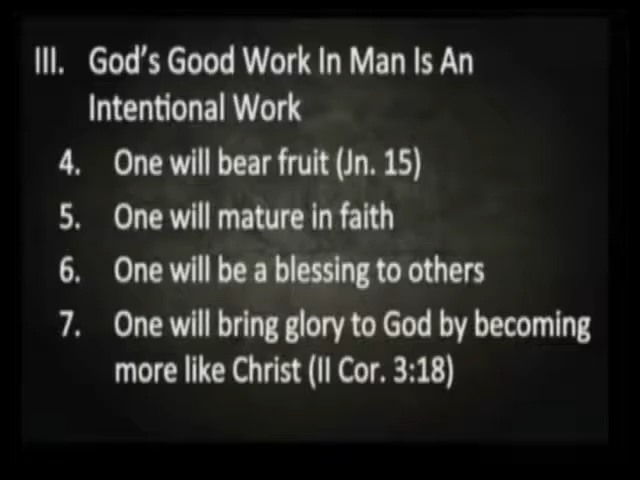 III. God's Good Work In Man Is An
Intentional Work
4. One will bear fruit (Jn. 15)
5. One will mature in faith
6. One will be a blessing to others
7. One will bring glory to God by becoming
more like Christ (II Cor. 3:18)